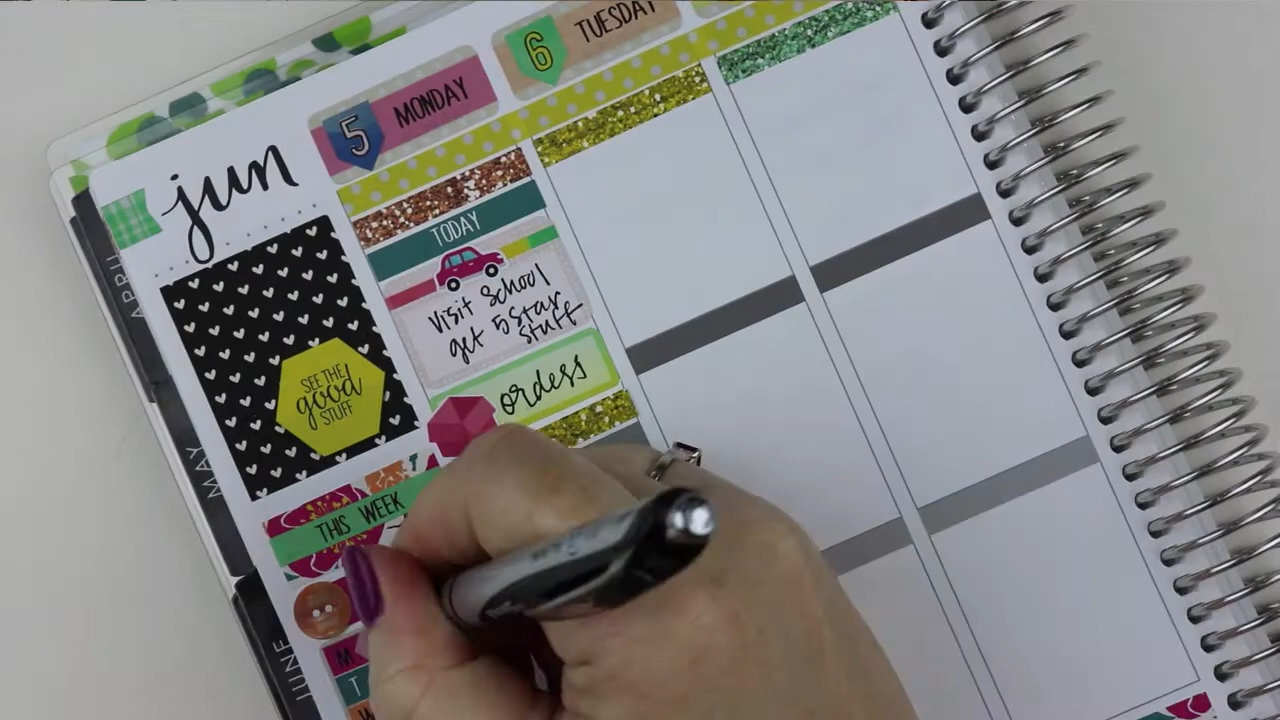 6 TUESDAY
5 MONDAY
jun
TODAY
Visit School
get 5 Star
stuff
ordess
SEE THE
good
STUFF
THIS WEEK
M
T
W
APRIL
MAY
JUNE